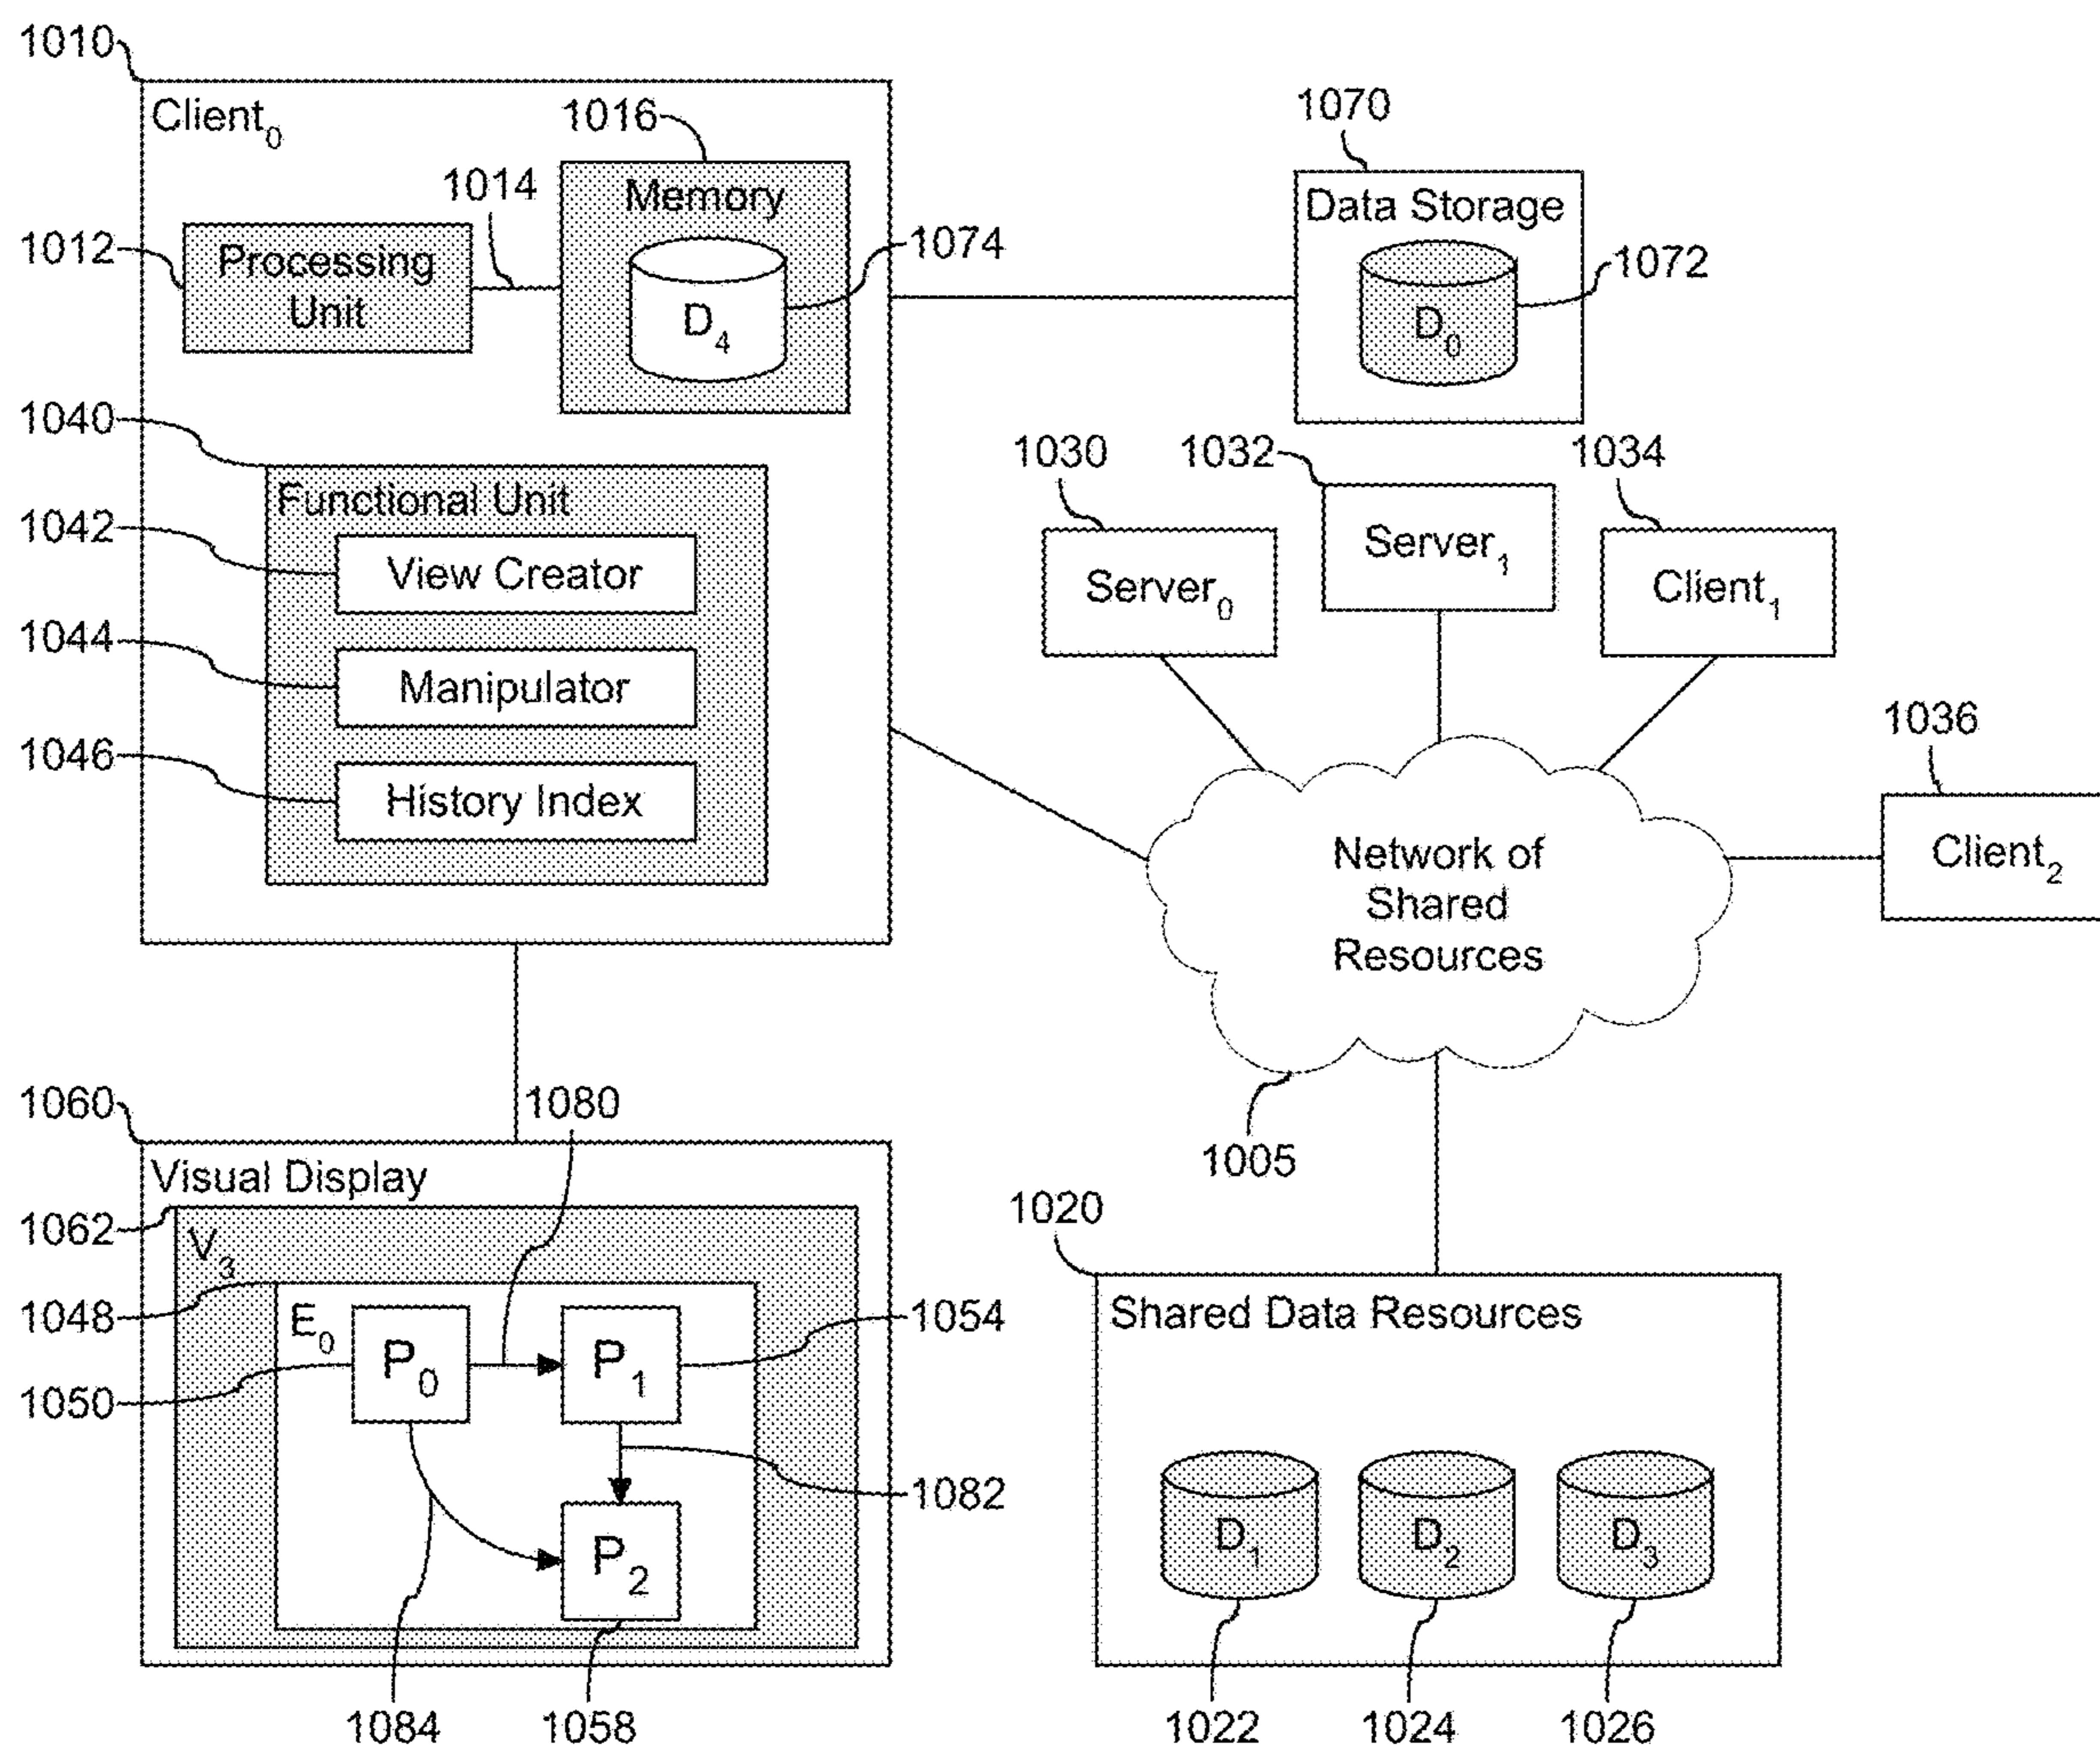 1010
Client0
1016
1014
Memory
1012
Processing
Unit
D4
1074
1070
Data Storage
D0
1072
1040
Functional Unit
1042
View Creator
1044
Manipulator
1046
History Index
1030
Server0
1032
Server1
1034
Client1
1036
Client2
Network of
Shared
Resources
1005
1060
1080
Visual Display
1062
V3
1048
E0
1050
P0
P1
1054
1082
P2
1084
1058
1020
Shared Data Resources
D1
D2
D3
1022
1024
1026